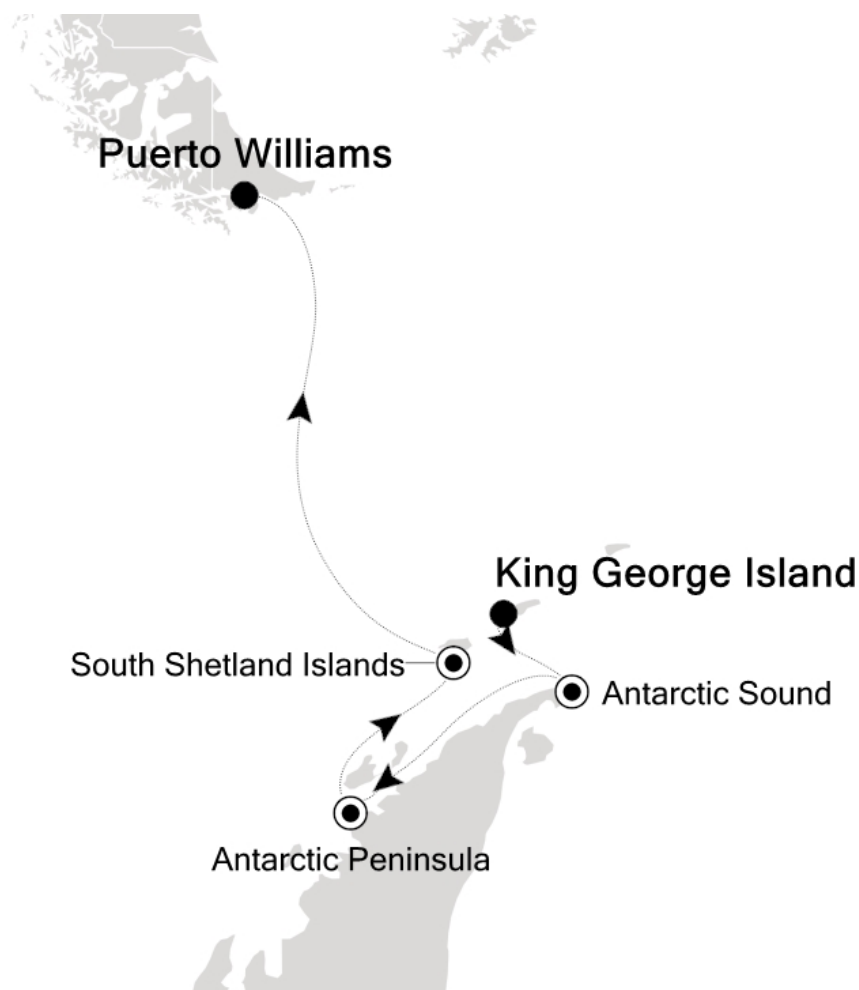 Puerto Williams
King George Island
South Shetland Islands
Antarctic Sound
Antarctic Peninsula